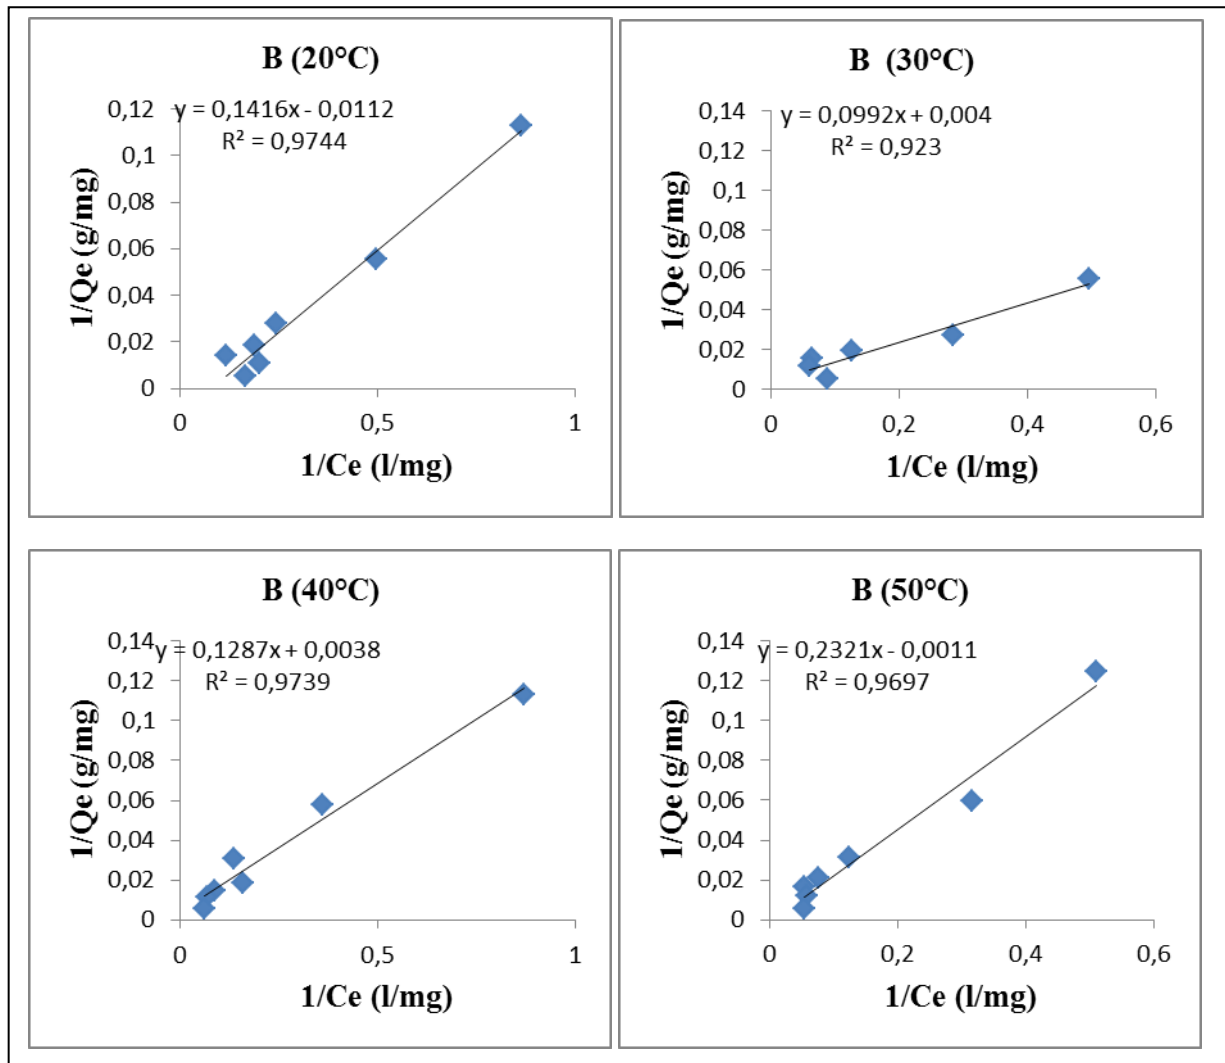 B (20°C)
y = 0,1416x - 0,0112
R² = 0,9744
1/Qe (g/mg)
0,12
0,1
0,08
0,06
0,04
0,02
0
0 0,5 1
1/Ce (l/mg)
B (30°C)
y = 0,0992x + 0,004
R² = 0,923
1/Qe (g/mg)
0,14
0,12
0,1
0,08
0,06
0,04
0,02
0
0 0,2 0,4 0,6
1/Ce (l/mg)
B (40°C)
y = 0,1287x + 0,0038
R² = 0,9739
1/Qe (g/mg)
0,14
0,12
0,1
0,08
0,06
0,04
0,02
0
0 0,5 1
1/Ce (l/mg)
B (50°C)
y = 0,2321x - 0,0011
R² = 0,9697
1/Qe (g/mg)
0,14
0,12
0,1
0,08
0,06
0,04
0,02
0
0 0,2 0,4 0,6
1/Ce (l/mg)